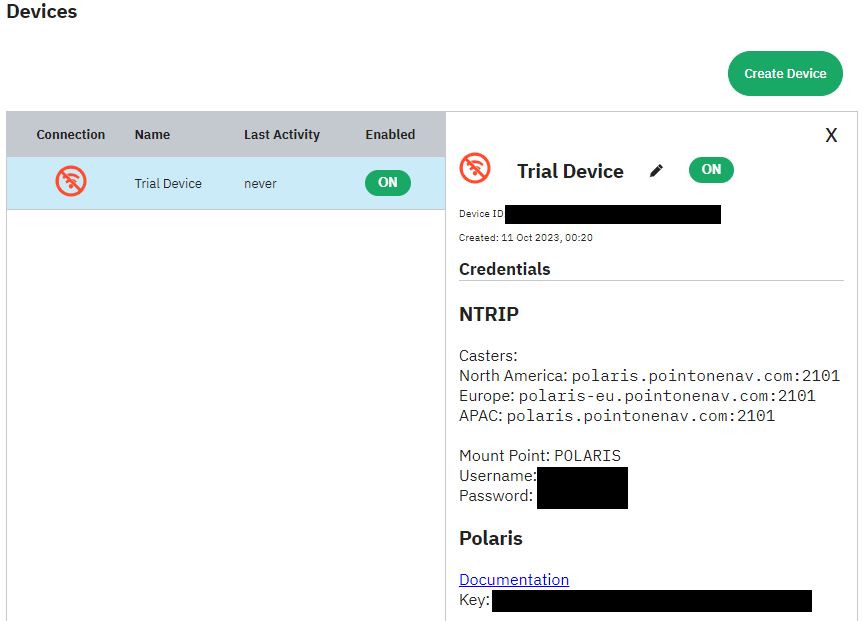 Devices
Create Device
Connection Name Last Activity Enabled
Trial Device never ON
X
Trial Device ON
Device ID
Created: 11 Oct 2023, 00:20
Credentials
NTRIP
Casters:
North America: polaris.pointonenav.com:2101
Europe: polaris-eu.pointonenav.com:2101
APAC: polaris.pointonenav.com:2101
Mount Point: POLARIS
Username:
Password:
Polaris
Documentation
Key: